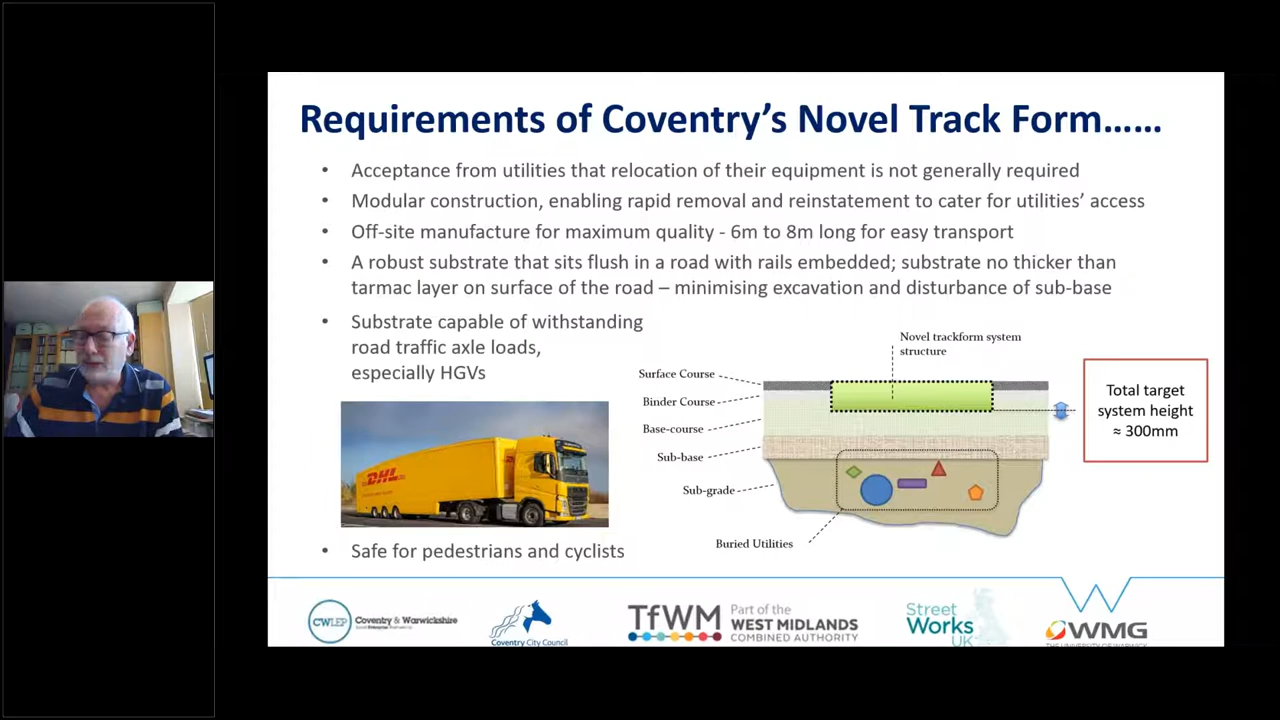 Requirements of Coventry's Novel Track Form……
• Acceptance from utilities that relocation of their equipment is not generally required
• Modular construction, enabling rapid removal and reinstatement to cater for utilities' access
• Off-site manufacture for maximum quality - 6m to 8m long for easy transport
• A robust substrate that sits flush in a road with rails embedded; substrate no thicker than
tarmac layer on surface of the road – minimising excavation and disturbance of sub-base
• Substrate capable of withstanding
road traffic axle loads,
especially HGVs
DHL
• Safe for pedestrians and cyclists
Novel trackform system
structure
Surface Course
Binder Course
Base-course
Sub-base
Sub-grade
Buried Utilities
Total target
system height
≈ 300mm
CWLEP
Coventry & Warwickshire
Coventry City Council
TfWM
Part of the
WEST MIDLANDS
COMBINED AUTHORITY
Street
Works
UK
WMG
THE UNIVERSITY OF WARWICK